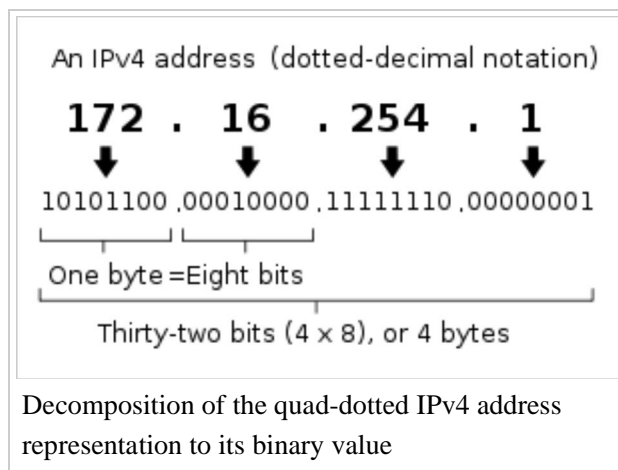 An IPv4 address (dotted-decimal notation)
172 . 16 . 254 . 1
10101100 .00010000 .11111110 .00000001
One byte =Eight bits
Thirty-two bits (4 x 8), or 4 bytes
Decomposition of the quad-dotted IPv4 address
representation to its binary value